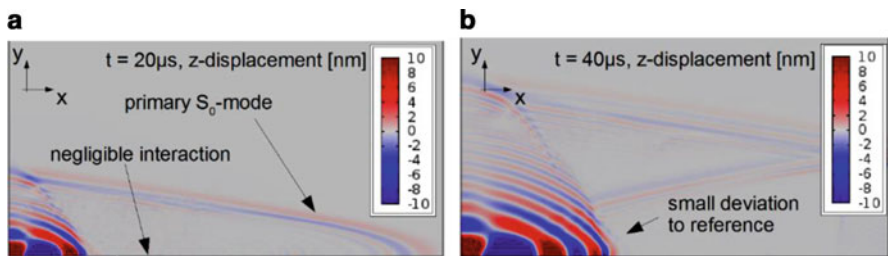 a
y
x
t = 20µs, z-displacement [nm]
primary S₀-mode
negligible interaction
10
8
6
4
2
0
-2
-4
-6
-8
-10
b
y
x
t = 40µs, z-displacement [nm]
small deviation
to reference
10
8
6
4
2
0
-2
-4
-6
-8
-10